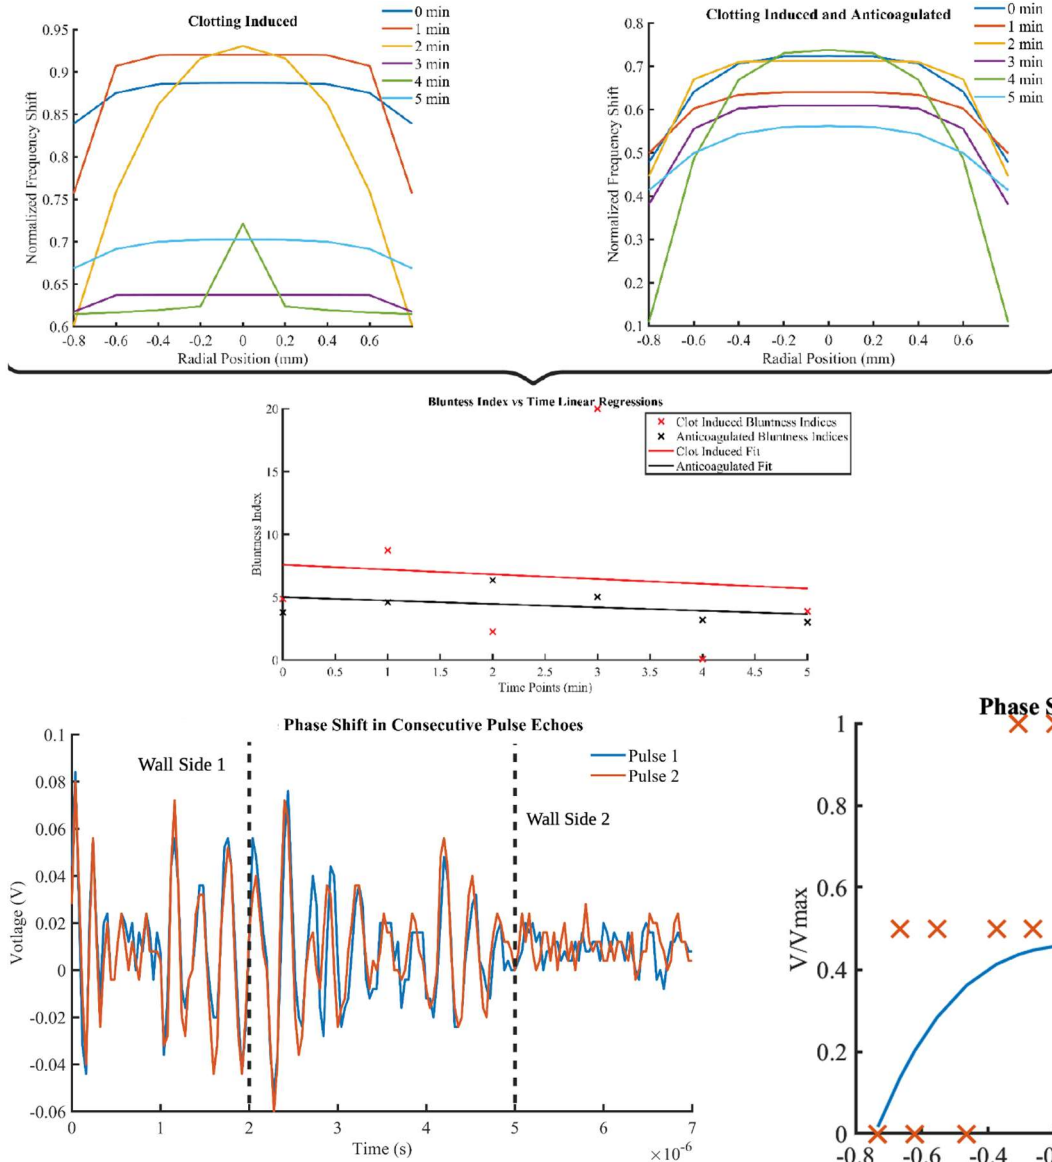 Clotting Induced
0 min
1 min
2 min
3 min
4 min
5 min
Normalized Frequency Shift
0.95
0.9
0.85
0.8
0.75
0.7
0.65
0.6
-0.8 -0.6 -0.4 -0.2 0 0.2 0.4 0.6
Radial Position (mm)
Clotting Induced and Anticoagulated
0 min
1 min
2 min
3 min
4 min
5 min
Normalized Frequency Shift
0.8
0.7
0.6
0.5
0.4
0.3
0.2
0.1
-0.8 -0.6 -0.4 -0.2 0 0.2 0.4 0.6
Radial Position (mm)
Bluntess Index vs Time Linear Regressions
Clot Induced Bluntness Indices
Anticoagulated Bluntness Indices
Clot Induced Fit
Anticoagulated Fit
Bluntness Index
20
15
10
5
0
0 0.5 1 1.5 2 2.5 3 3.5 4 4.5 5
Time Points (min)
Phase Shift in Consecutive Pulse Echoes
Pulse 1
Pulse 2
Wall Side 1
Wall Side 2
Votlage (V)
0.1
0.08
0.06
0.04
0.02
0
-0.02
-0.04
-0.06
0 1 2 3 4 5 6 7
Time (s)
×10-6
Phase S
V/Vmax
1
0.8
0.6
0.4
0.2
0
-0.8 -0.6 -0.4